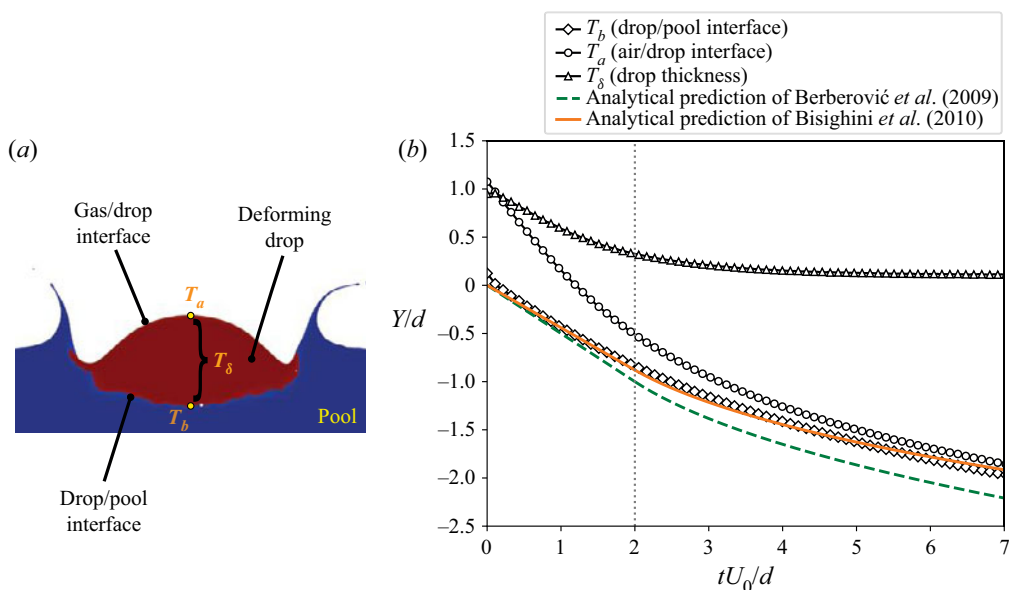 T_b (drop/pool interface)
T_a (air/drop interface)
T_δ (drop thickness)
Analytical prediction of Berberović et al. (2009)
Analytical prediction of Bisighini et al. (2010)
(a)
Gas/drop
interface
Deforming
drop
T_a
T_δ
T_b
Pool
Drop/pool
interface
(b)
1.5
1.0
0.5
0
–0.5
–1.0
–1.5
–2.0
–2.5
Y/d
0 1 2 3 4 5 6 7
tU_0/d